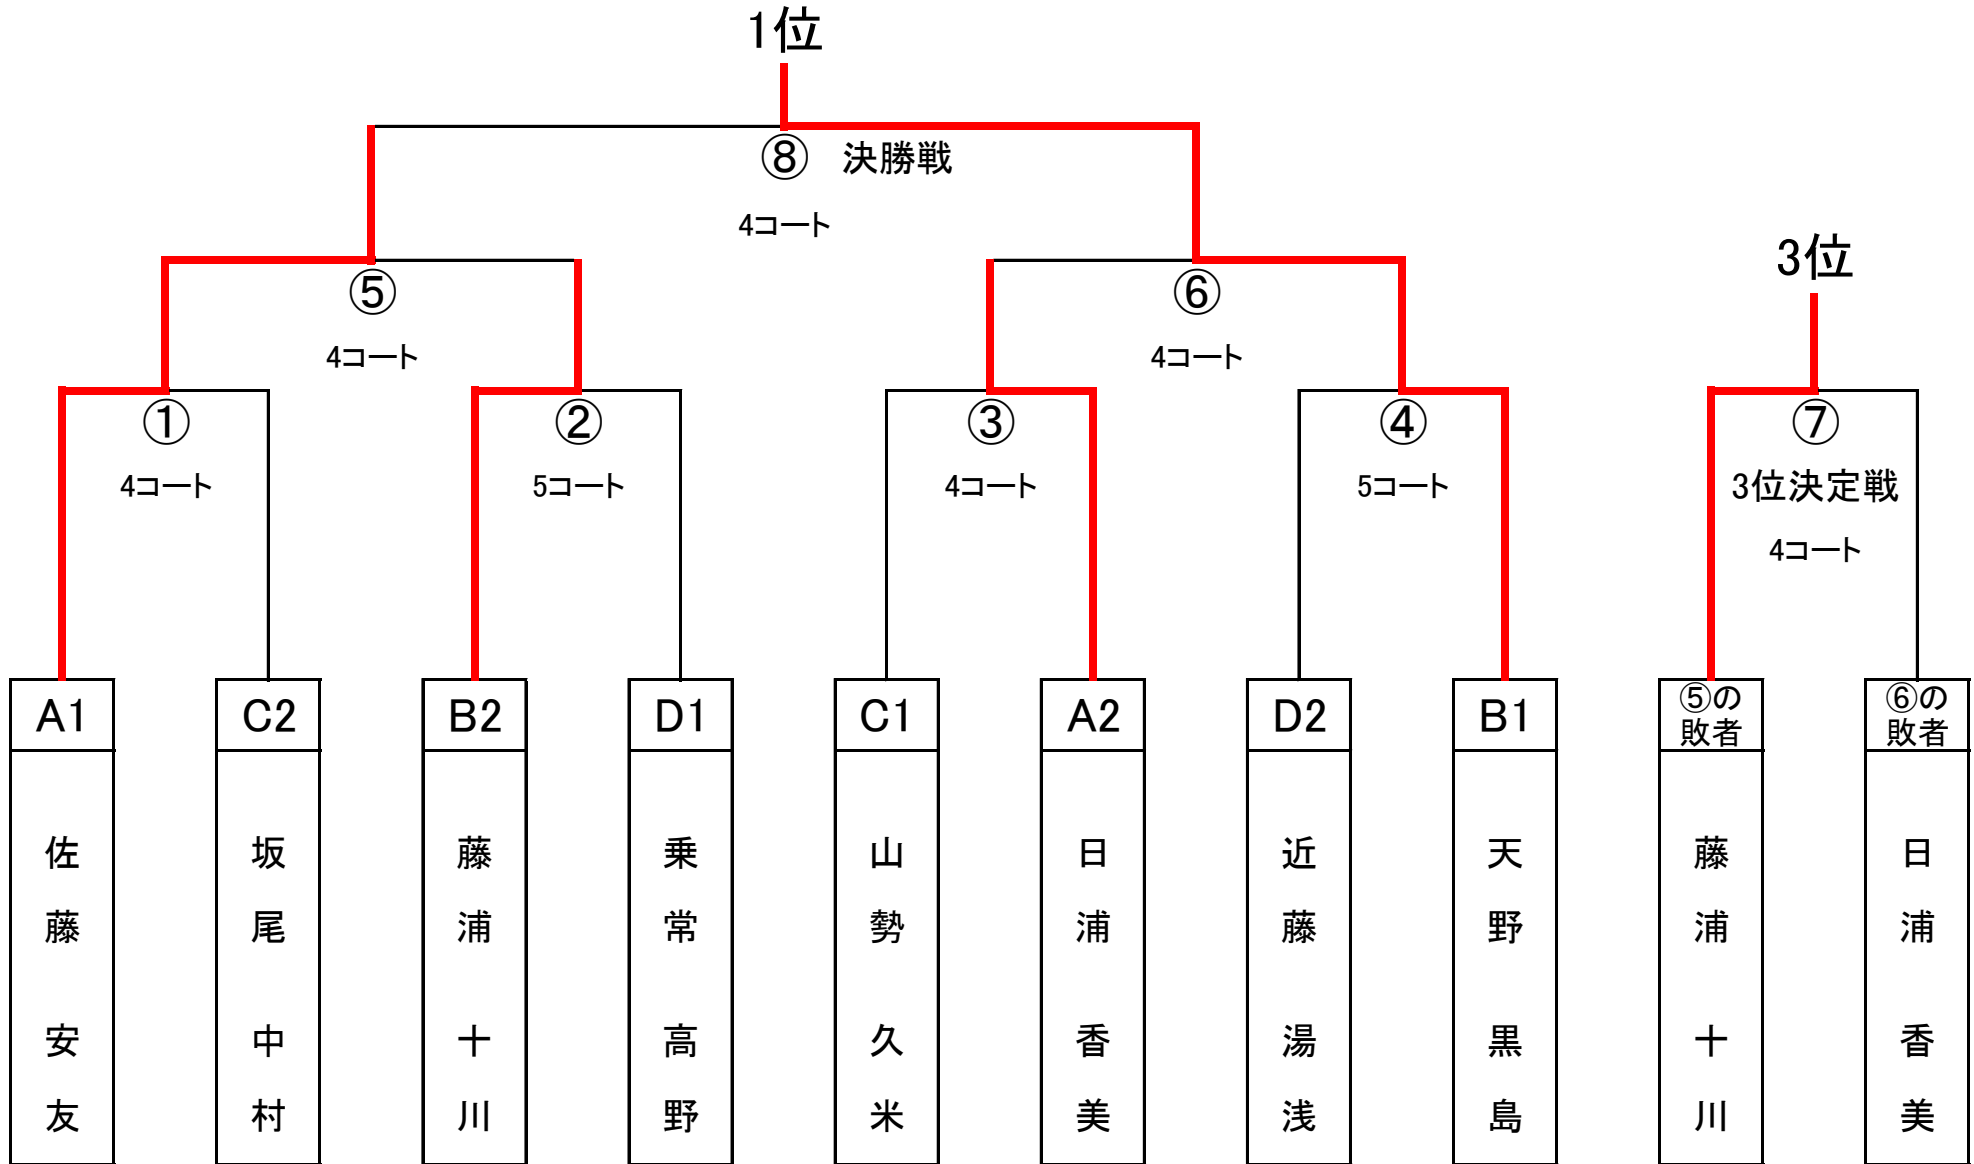 1位
⑧ 決勝戦
4コート
3位
⑤
⑥
4コート
4コート
①
②
③
④
⑦
4コート
5コート
4コート
5コート
3位決定戦
4コート
A1
C2
B2
D1
C1
A2
D2
B1
⑤の
敗者
⑥の
敗者
佐藤 安友
坂尾 中村
藤浦 十川
乗常 高野
山勢 久米
日浦 香美
近藤 湯浅
天野 黒島
藤浦 十川
日浦 香美